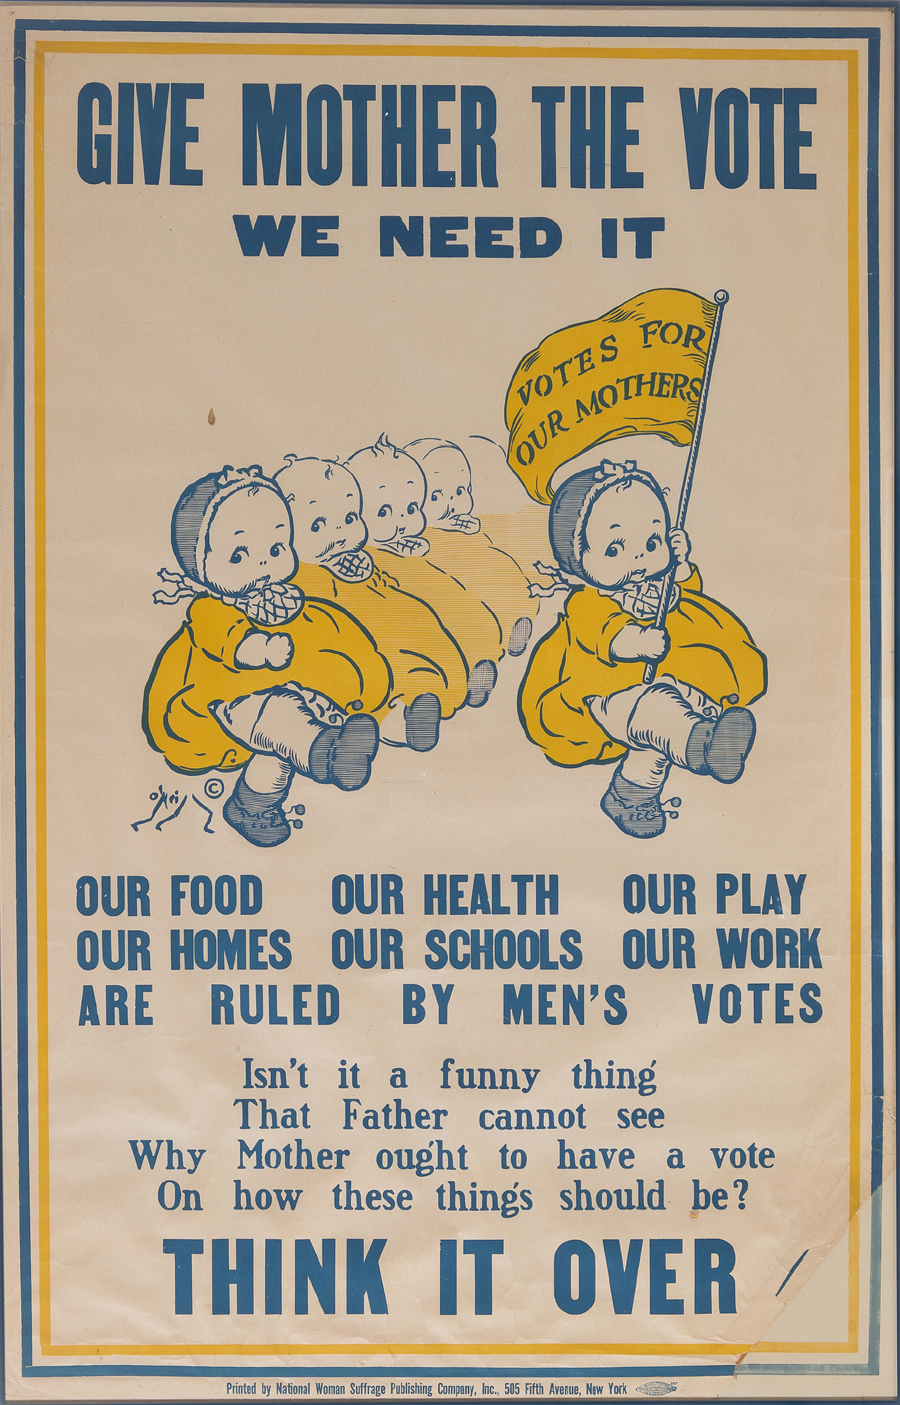 GIVE MOTHER THE VOTE
WE NEED IT
VOTES FOR
OUR MOTHERS
O'Neill ©
OUR FOOD OUR HEALTH OUR PLAY
OUR HOMES OUR SCHOOLS OUR WORK
ARE RULED BY MEN'S VOTES
Isn't it a funny thing
That Father cannot see
Why Mother ought to have a vote
On how these things should be?
THINK IT OVER
Printed by National Woman Suffrage Publishing Company, Inc., 505 Fifth Avenue, New York